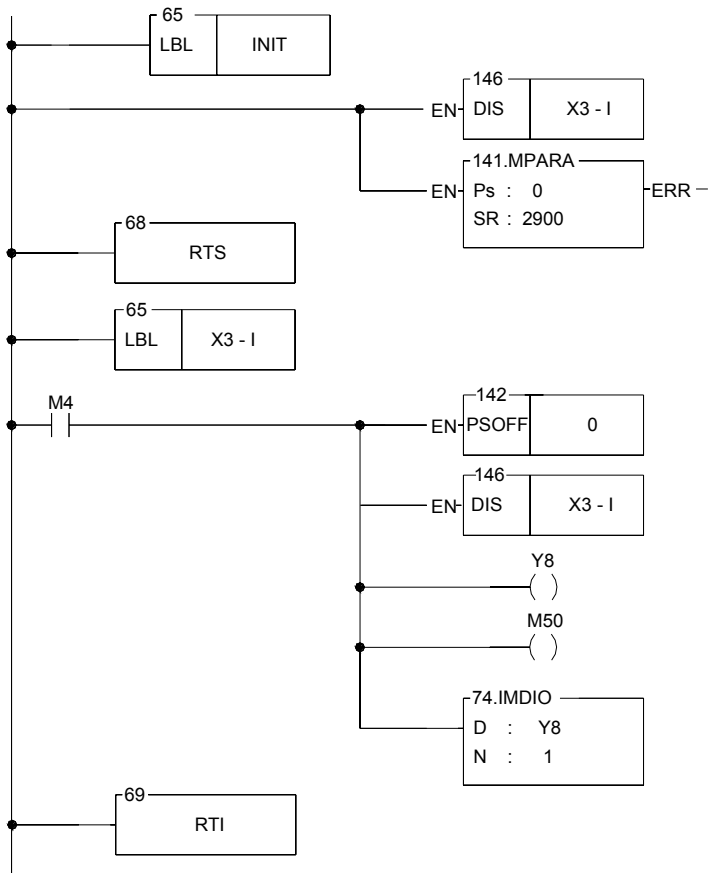 65
LBL INIT
146
EN DIS X3 - I
141.MPARA
EN Ps : 0 ERR
SR : 2900
68
RTS
65
LBL X3 - I
M4
142
EN PSOFF 0
146
EN DIS X3 - I
Y8
M50
74.IMDIO
D : Y8
N : 1
69
RTI